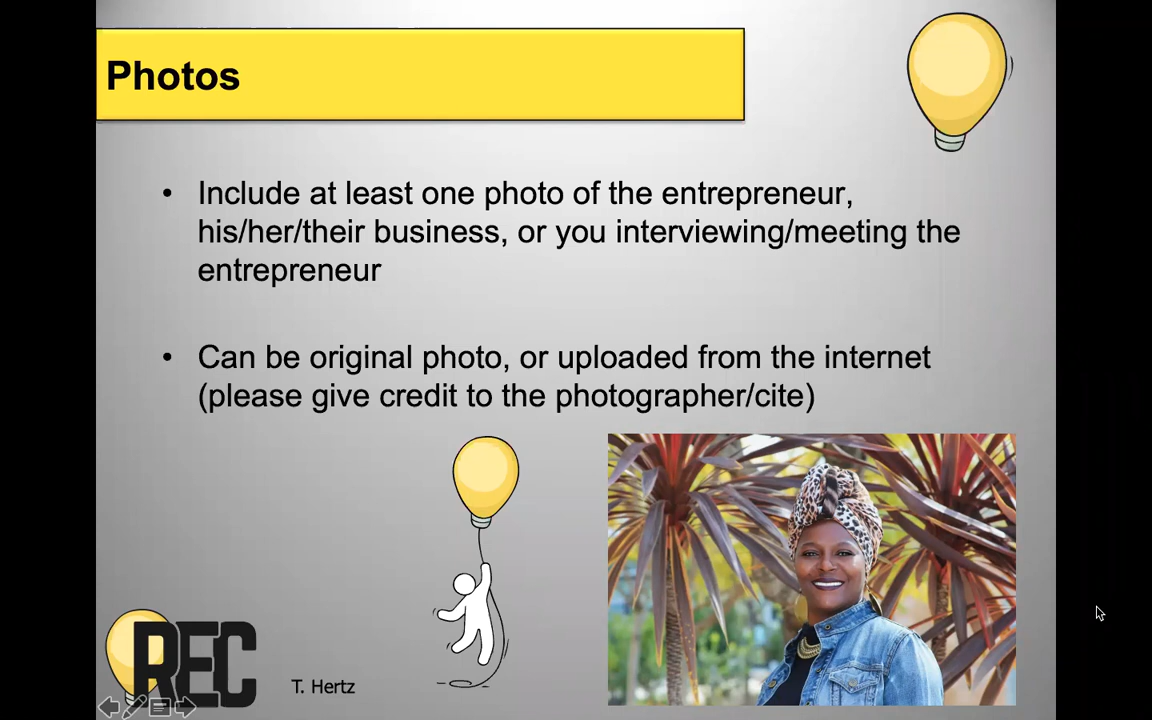 Photos
• Include at least one photo of the entrepreneur,
his/her/their business, or you interviewing/meeting the
entrepreneur
• Can be original photo, or uploaded from the internet
(please give credit to the photographer/cite)
REC
T. Hertz